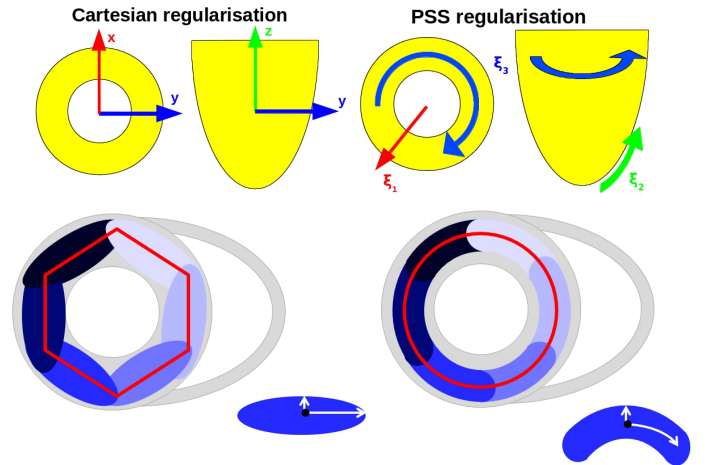 Cartesian regularisation
PSS regularisation
x
y
z
y
ξ₁
ξ₃
ξ₂